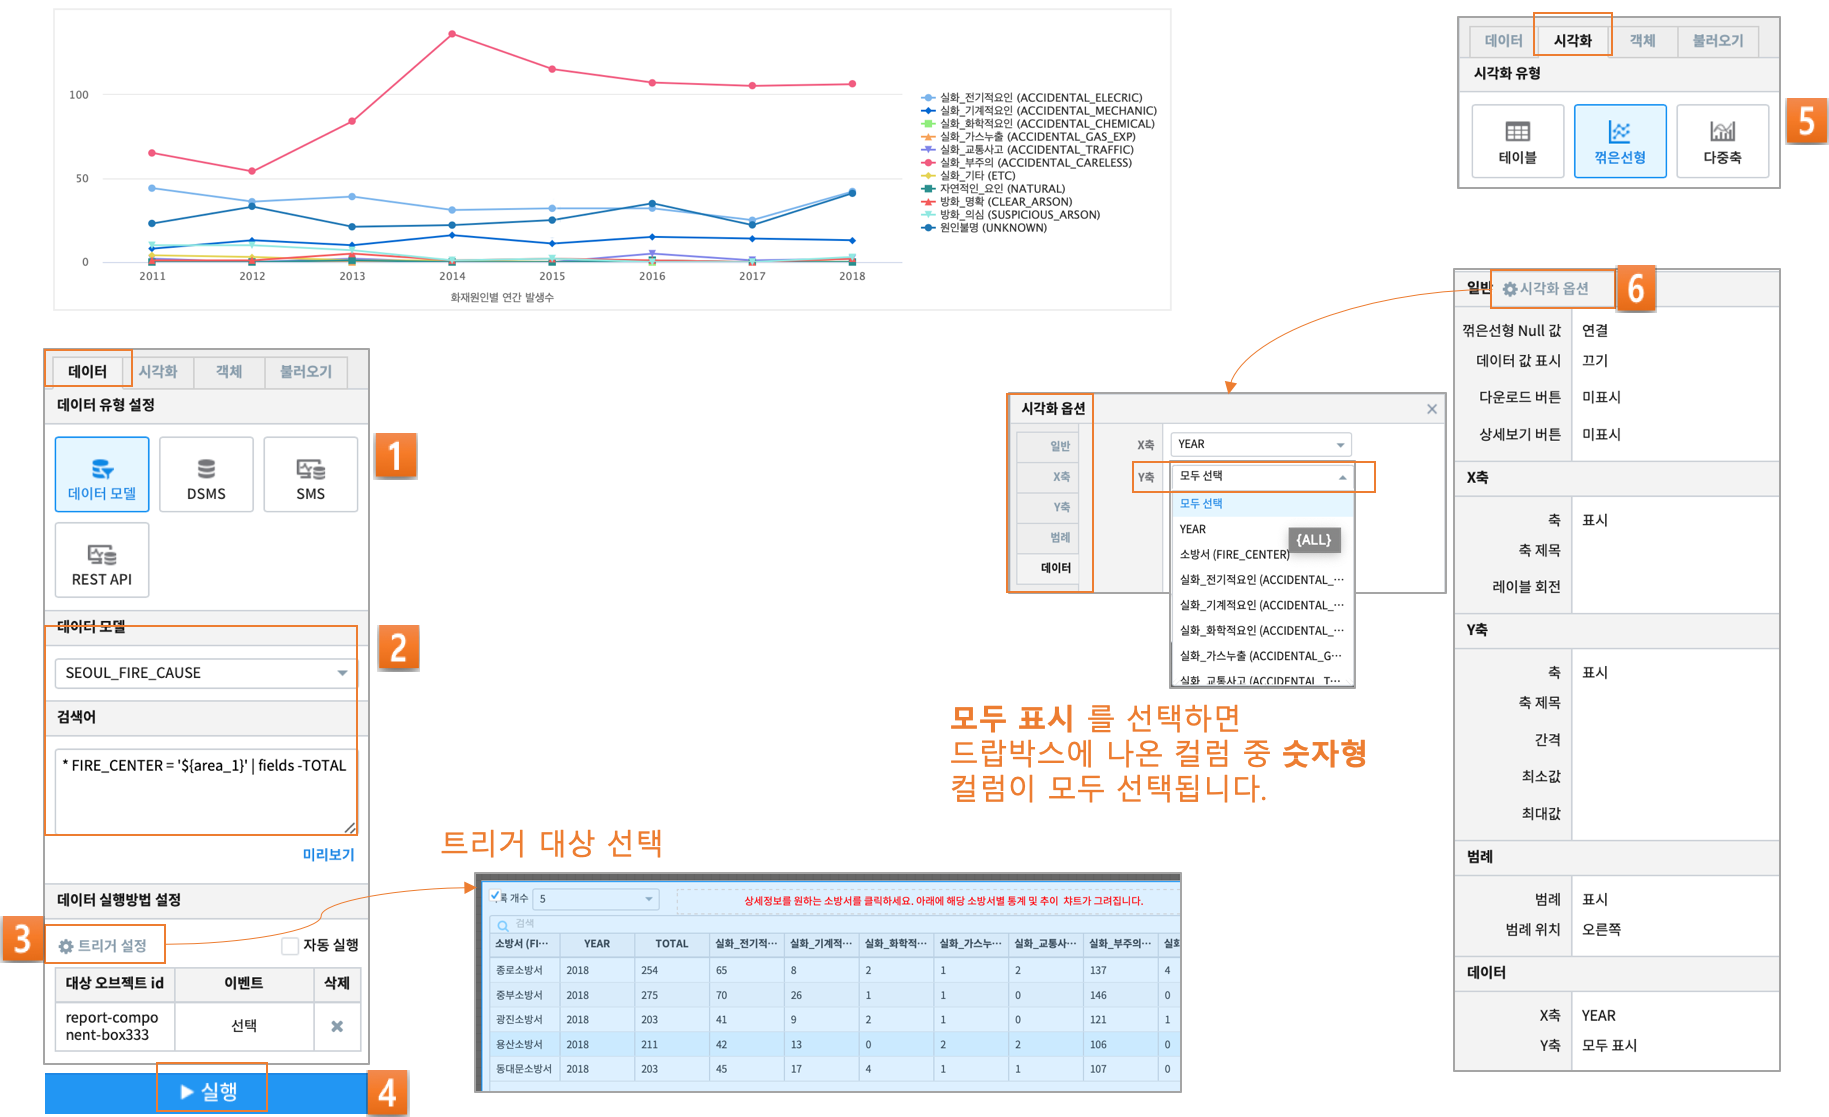 100
50
0
2011 2012 2013 2014 2015 2016 2017 2018
화재원인별 연간 발생수
실화_전기적요인 (ACCIDENTAL_ELECRIC)
실화_기계적요인 (ACCIDENTAL_MECHANIC)
실화_화학적요인 (ACCIDENTAL_CHEMICAL)
실화_가스누출 (ACCIDENTAL_GAS_EXP)
실화_교통사고 (ACCIDENTAL_TRAFFIC)
실화_부주의 (ACCIDENTAL_CARELESS)
실화_기타 (ETC)
자연적인_요인 (NATURAL)
방화_명확 (CLEAR_ARSON)
방화_의심 (SUSPICIOUS_ARSON)
원인불명 (UNKNOWN)
데이터 시각화 객체 불러오기
시각화 유형
테이블 꺾은선형 다중축
5
데이터 시각화 객체 불러오기
데이터 유형 설정
데이터 모델 DSMS SMS
REST API
1
데이터 모델
SEOUL_FIRE_CAUSE
2
검색어
* FIRE_CENTER = '${area_1}' | fields -TOTAL
미리보기
데이터 실행방법 설정
3
트리거 설정 자동 실행
대상 오브젝트 id 이벤트 삭제
report-compo
nent-box333 선택
실행
4
트리거 대상 선택
록 개수 5
상세정보를 원하는 소방서를 클릭하세요. 아래에 해당 소방서별 통계 및 추이 챠트가 그려집니다.
검색
소방서 (FI··· YEAR TOTAL 실화_전기적··· 실화_기계적··· 실화_화학적··· 실화_가스누··· 실화_교통사··· 실화_부주의···
종로소방서 2018 254 65 8 2 1 2 137 4
중부소방서 2018 275 70 26 1 1 0 146 0
광진소방서 2018 203 41 9 2 1 0 121 1
용산소방서 2018 211 42 13 0 2 2 106 0
동대문소방서 2018 203 45 17 4 1 1 107 0
시각화 옵션
일반
X축
Y축
범례
데이터
X축 YEAR
Y축 모두 선택
모두 선택
YEAR
{ALL}
소방서 (FIRE_CENTER)
실화_전기적요인 (ACCIDENTAL_···
실화_기계적요인 (ACCIDENTAL_···
실화_화학적요인 (ACCIDENTAL_···
실화_가스누출 (ACCIDENTAL_G···
실화_교통사고 (ACCIDENTAL_T···
모두 표시 를 선택하면
드랍박스에 나온 컬럼 중 숫자형
컬럼이 모두 선택됩니다.
일반 시각화 옵션
6
꺾은선형 Null 값 연결
데이터 값 표시 끄기
다운로드 버튼 미표시
상세보기 버튼 미표시
X축
축 표시
축 제목
레이블 회전
Y축
축 표시
축 제목
간격
최소값
최대값
범례
범례 표시
범례 위치 오른쪽
데이터
X축 YEAR
Y축 모두 표시